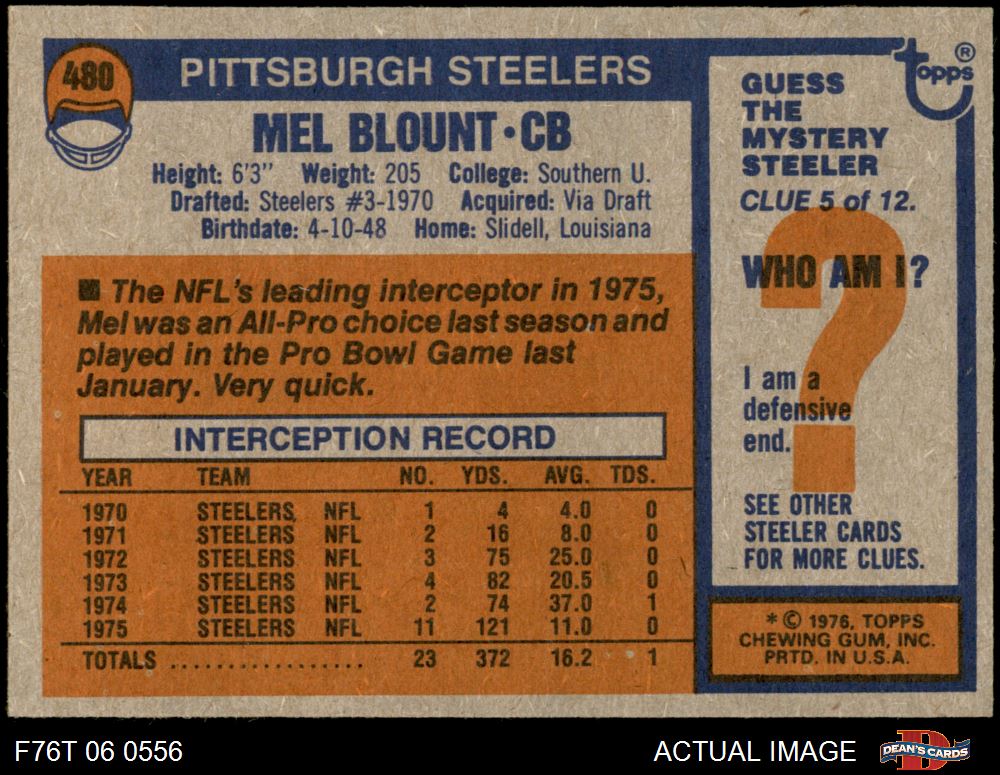 480
PITTSBURGH STEELERS
MEL BLOUNT•CB
Height: 6'3" Weight: 205 College: Southern U.
Drafted: Steelers #3-1970 Acquired: Via Draft
Birthdate: 4-10-48 Home: Slidell, Louisiana
■ The NFL's leading interceptor in 1975,
Mel was an All-Pro choice last season and
played in the Pro Bowl Game last
January. Very quick.
INTERCEPTION RECORD
YEAR TEAM NO. YDS. AVG. TDS.
1970 STEELERS NFL 1 4 4.0 0
1971 STEELERS NFL 2 16 8.0 0
1972 STEELERS NFL 3 75 25.0 0
1973 STEELERS NFL 4 82 20.5 0
1974 STEELERS NFL 2 74 37.0 1
1975 STEELERS NFL 11 121 11.0 0
TOTALS .................. 23 372 16.2 1
Topps ®
GUESS
THE
MYSTERY
STEELER
CLUE 5 of 12.
?
WHO AM I?
I am a
defensive
end.
SEE OTHER
STEELER CARDS
FOR MORE CLUES.
* © 1976, TOPPS
CHEWING GUM, INC.
PRTD. IN U.S.A.
F76T 06 0556
ACTUAL IMAGE
D
DEAN'S CARDS